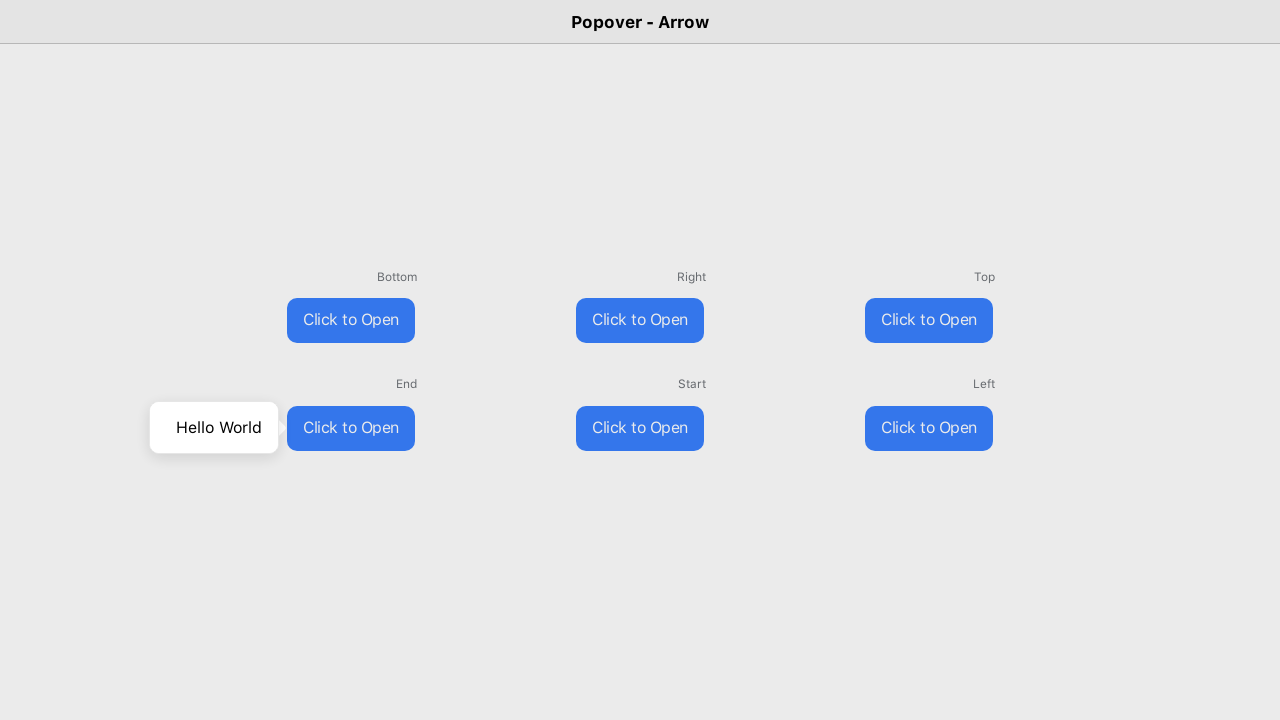 Popover - Arrow
Bottom
Right
Top
Click to Open
Click to Open
Click to Open
End
Start
Left
Hello World
Click to Open
Click to Open
Click to Open